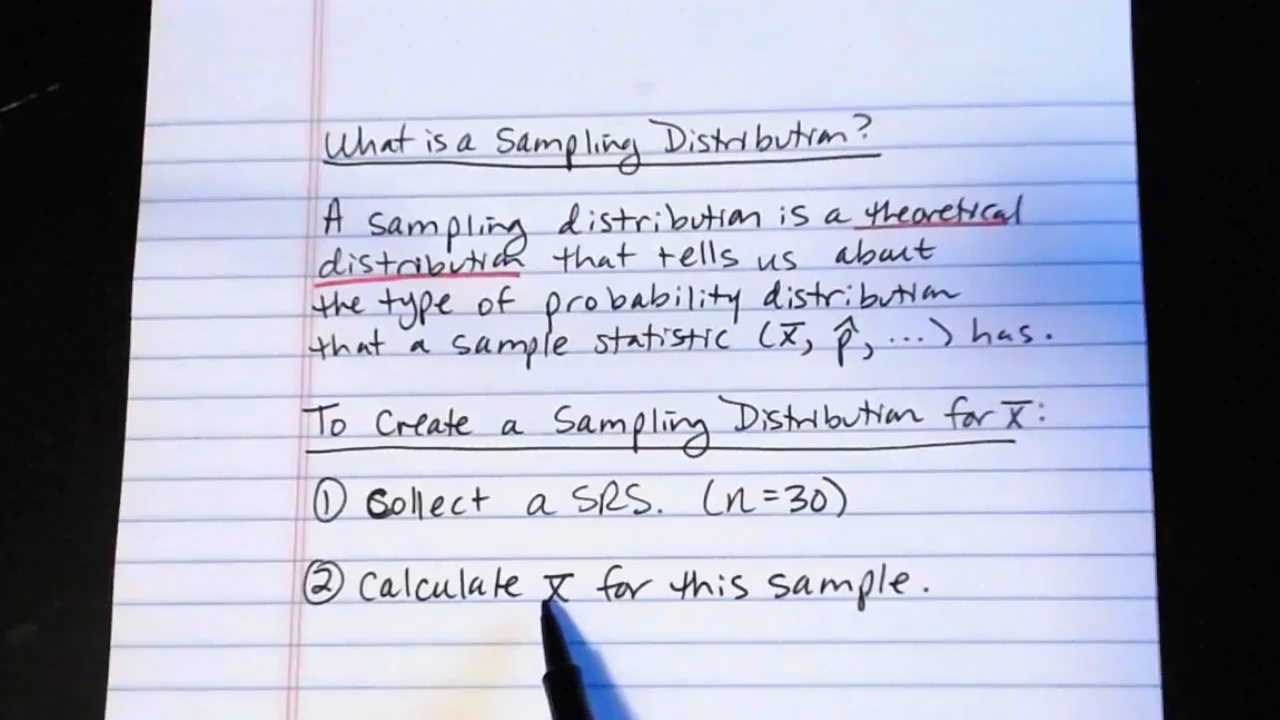 What is a Sampling Distribution?
A sampling distribution is a theoretical
distribution that tells us about
the type of probability distribution
that a sample statistic (x̄, p̂, ...) has.
To Create a Sampling Distribution for x̄:
① Collect a SRS. (n=30)
② Calculate x̄ for this sample.